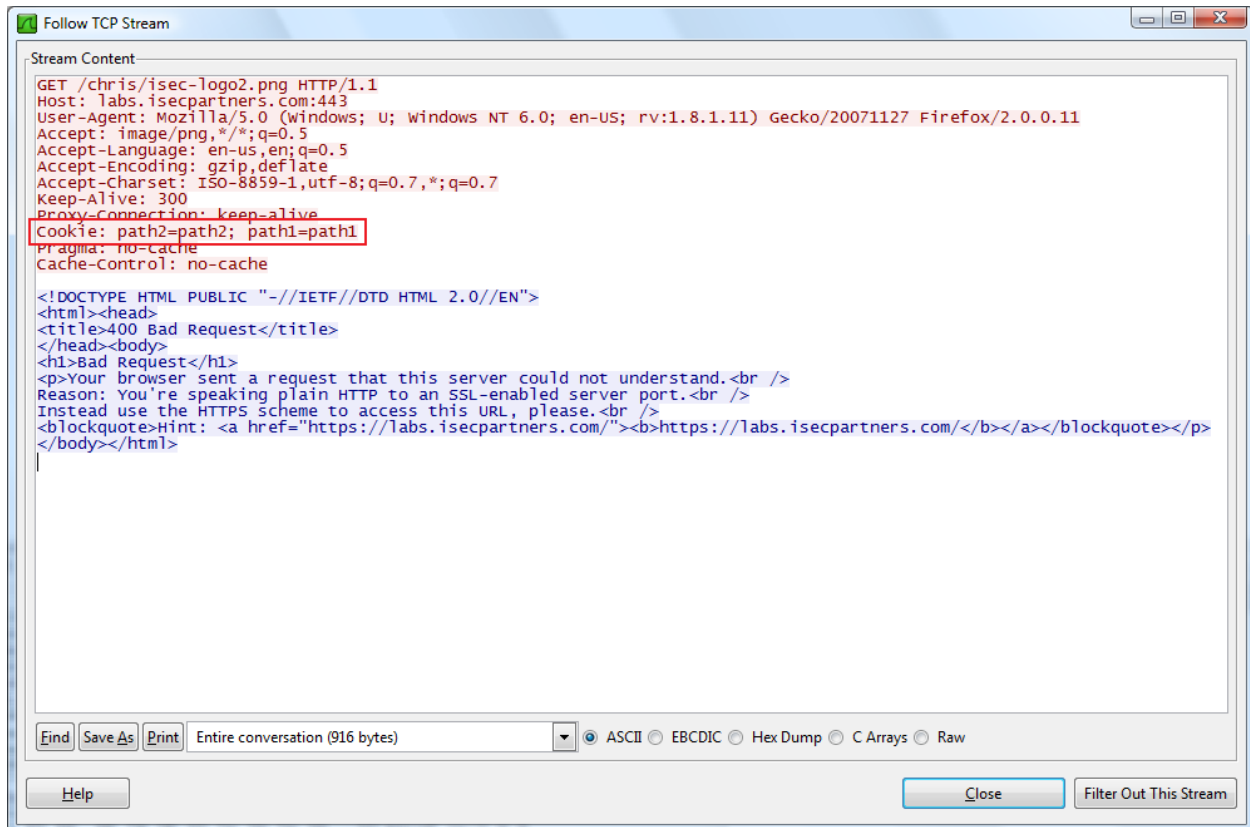 Follow TCP Stream
Stream Content
GET /chris/isec-logo2.png HTTP/1.1
Host: labs.isecpartners.com:443
User-Agent: Mozilla/5.0 (Windows; U; Windows NT 6.0; en-US; rv:1.8.1.11) Gecko/20071127 Firefox/2.0.0.11
Accept: image/png,*/*;q=0.5
Accept-Language: en-us,en;q=0.5
Accept-Encoding: gzip,deflate
Accept-Charset: ISO-8859-1,utf-8;q=0.7,*;q=0.7
Keep-Alive: 300
Proxy-Connection: keep-alive
Cookie: path2=path2; path1=path1
Pragma: no-cache
Cache-Control: no-cache
<!DOCTYPE HTML PUBLIC "-//IETF//DTD HTML 2.0//EN">
<html><head>
<title>400 Bad Request</title>
</head><body>
<h1>Bad Request</h1>
<p>Your browser sent a request that this server could not understand.<br />
Reason: You're speaking plain HTTP to an SSL-enabled server port.<br />
Instead use the HTTPS scheme to access this URL, please.<br />
<blockquote>Hint: <a href="https://labs.isecpartners.com/"><b>https://labs.isecpartners.com/</b></a></blockquote></p>
</body></html>
Find Save As Print Entire conversation (916 bytes) ASCII EBCDIC Hex Dump C Arrays Raw
Help Close Filter Out This Stream